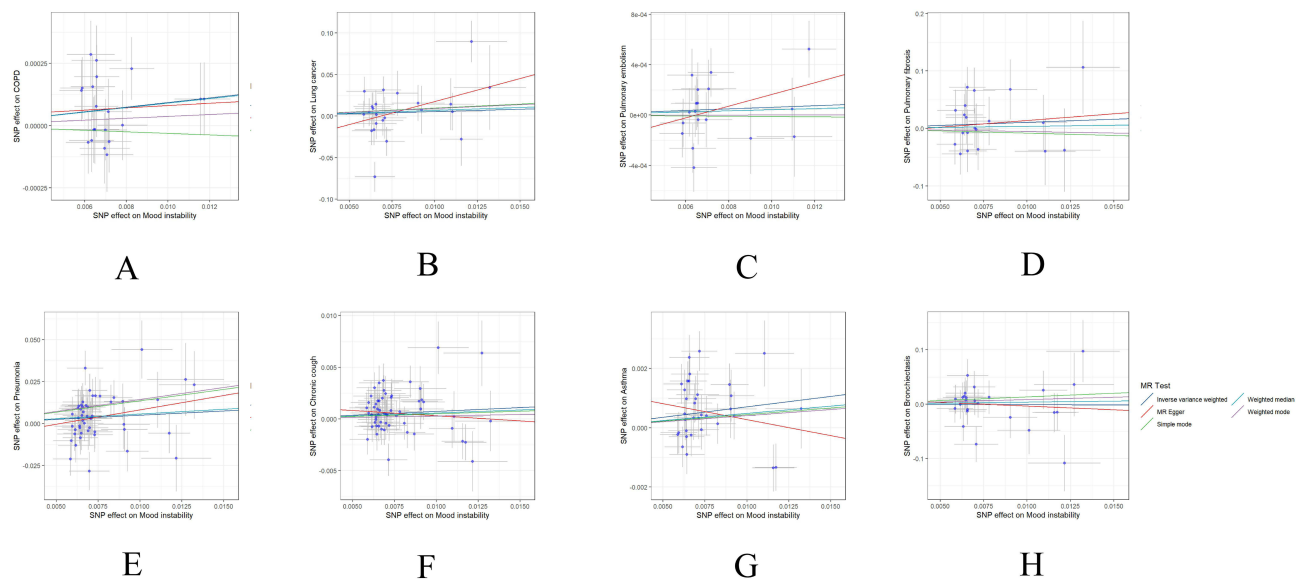 0.00025
0.00000
-0.00025
SNP effect on COPD
0.006 0.008 0.010 0.012
SNP effect on Mood instability
A
0.10
0.05
0.00
-0.05
-0.10
SNP effect on Lung cancer
0.0050 0.0075 0.0100 0.0125 0.0150
SNP effect on Mood instability
B
8e-04
4e-04
0e+00
-4e-04
SNP effect on Pulmonary embolism
0.006 0.008 0.010 0.012
SNP effect on Mood instability
C
0.2
0.1
0.0
-0.1
SNP effect on Pulmonary fibrosis
0.0050 0.0075 0.0100 0.0125 0.0150
SNP effect on Mood instability
D
0.050
0.025
0.000
-0.025
SNP effect on Pneumonia
0.0050 0.0075 0.0100 0.0125 0.0150
SNP effect on Mood instability
E
0.010
0.005
0.000
-0.005
SNP effect on Chronic cough
0.0050 0.0075 0.0100 0.0125 0.0150
SNP effect on Mood instability
F
0.002
0.000
-0.002
SNP effect on Asthma
0.0050 0.0075 0.0100 0.0125 0.0150
SNP effect on Mood instability
G
0.1
0.0
-0.1
SNP effect on Bronchiectasis
0.0050 0.0075 0.0100 0.0125 0.0150
SNP effect on Mood instability
H
MR Test
Inverse variance weighted
MR Egger
Simple mode
Weighted median
Weighted mode